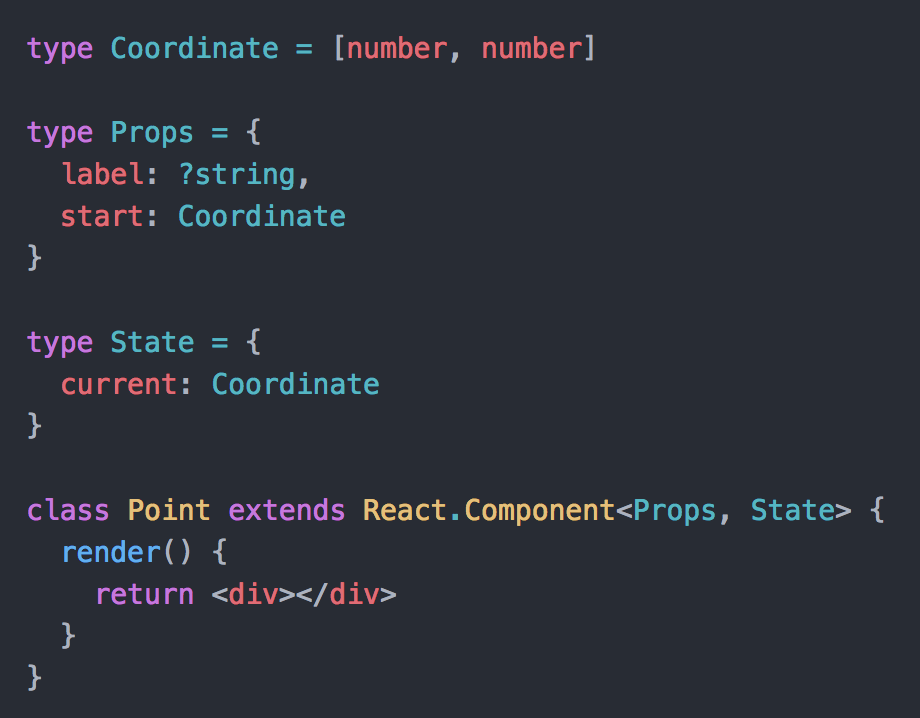 type Coordinate = [number, number]
type Props = {
  label: ?string,
  start: Coordinate
}
type State = {
  current: Coordinate
}
class Point extends React.Component<Props, State> {
  render() {
    return <div></div>
  }
}